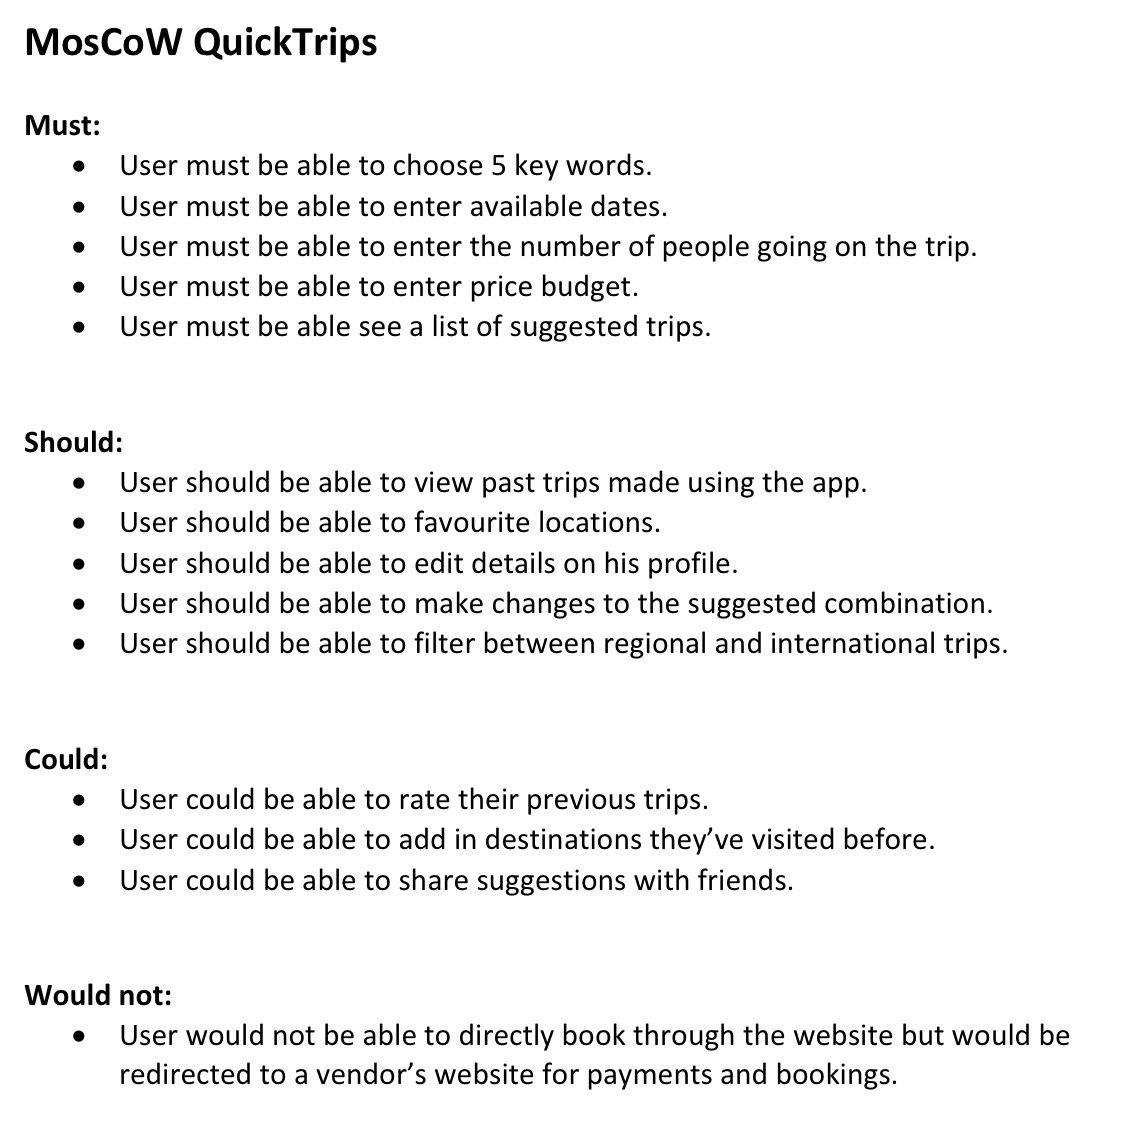 MosCoW QuickTrips
Must:
• User must be able to choose 5 key words.
• User must be able to enter available dates.
• User must be able to enter the number of people going on the trip.
• User must be able to enter price budget.
• User must be able see a list of suggested trips.
Should:
• User should be able to view past trips made using the app.
• User should be able to favourite locations.
• User should be able to edit details on his profile.
• User should be able to make changes to the suggested combination.
• User should be able to filter between regional and international trips.
Could:
• User could be able to rate their previous trips.
• User could be able to add in destinations they’ve visited before.
• User could be able to share suggestions with friends.
Would not:
• User would not be able to directly book through the website but would be
redirected to a vendor’s website for payments and bookings.